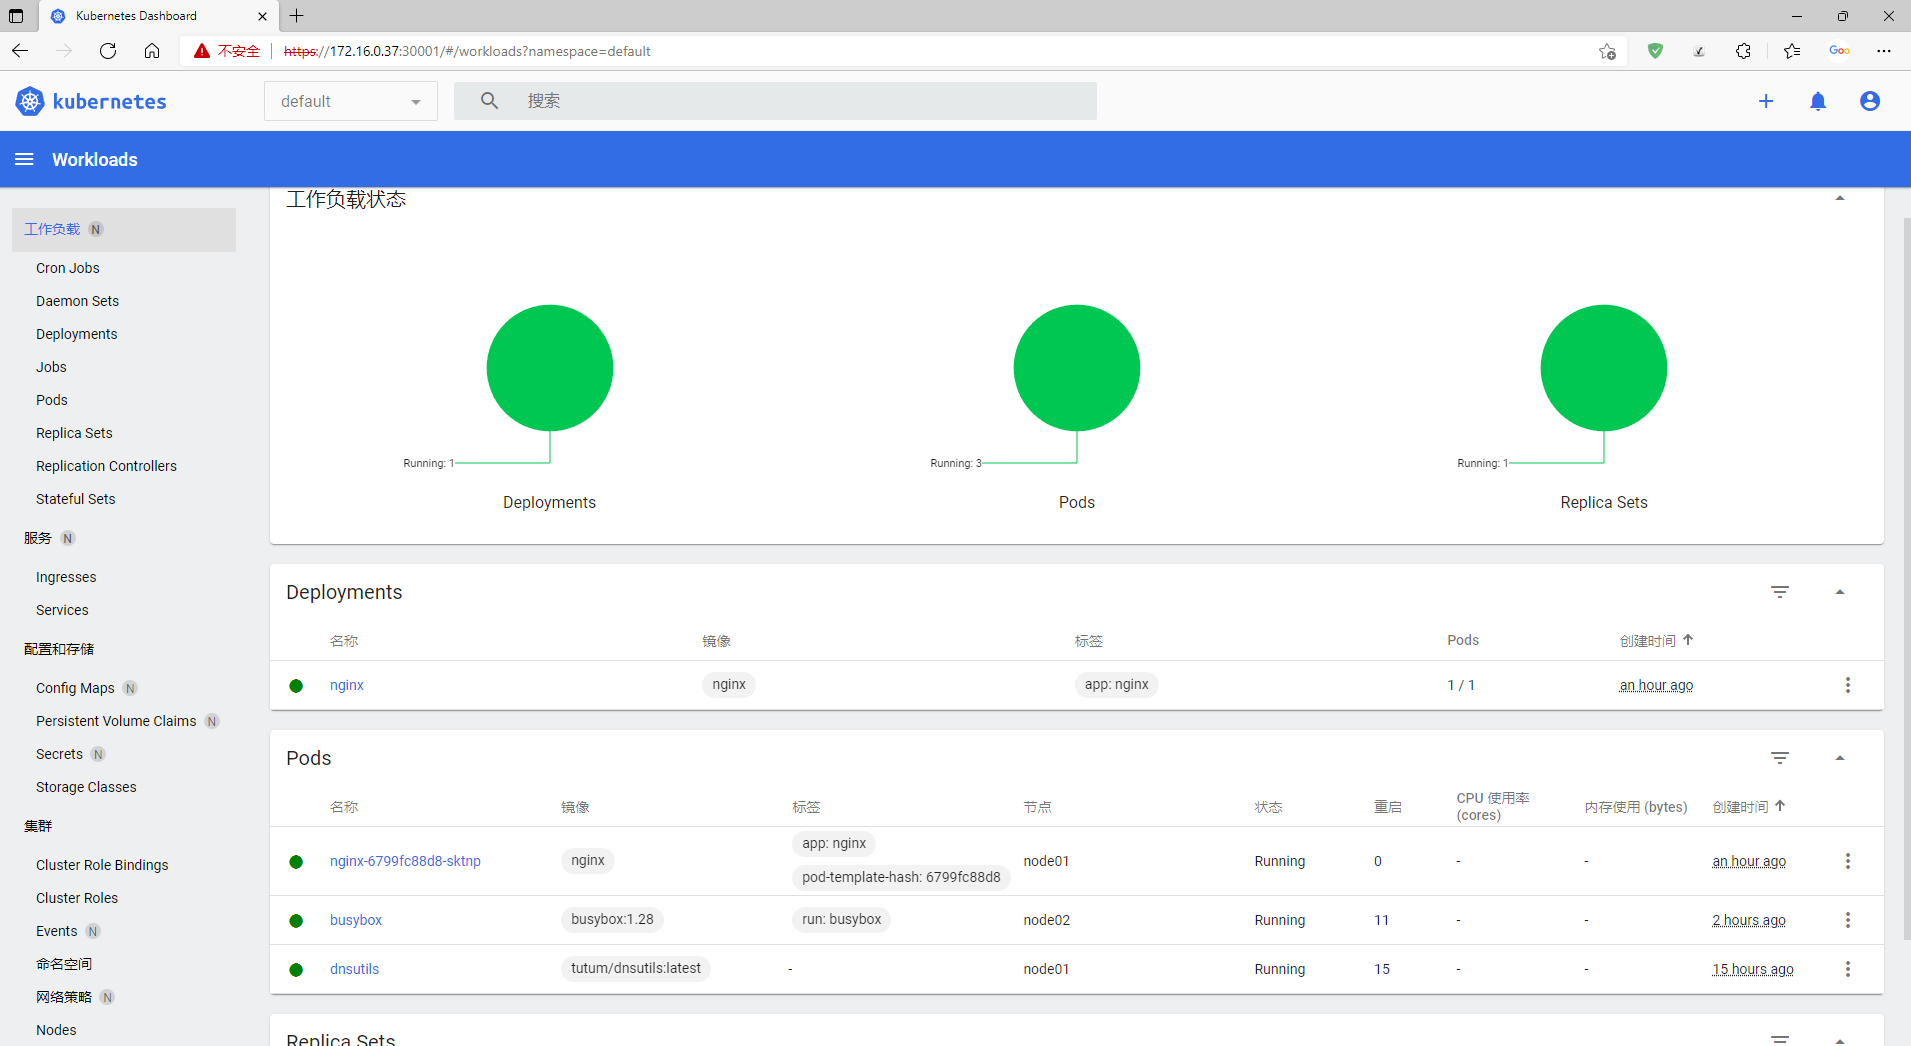 Kubernetes Dashboard
不安全 https://172.16.0.37:30001/#/workloads?namespace=default
Goo
kubernetes
default
搜索
Workloads
工作负载 N
Cron Jobs
Daemon Sets
Deployments
Jobs
Pods
Replica Sets
Replication Controllers
Stateful Sets
服务 N
Ingresses
Services
配置和存储
Config Maps N
Persistent Volume Claims N
Secrets N
Storage Classes
集群
Cluster Role Bindings
Cluster Roles
Events N
命名空间
网络策略 N
Nodes
工作负载状态
Running: 1
Deployments
Running: 3
Pods
Running: 1
Replica Sets
Deployments
名称 镜像 标签 Pods 创建时间
nginx nginx app: nginx 1 / 1 an hour ago
Pods
名称 镜像 标签 节点 状态 重启 CPU 使用率 (cores) 内存使用 (bytes) 创建时间
nginx-6799fc88d8-sktnp nginx app: nginx pod-template-hash: 6799fc88d8 node01 Running 0 - - an hour ago
busybox busybox:1.28 run: busybox node02 Running 11 - - 2 hours ago
dnsutils tutum/dnsutils:latest - node01 Running 15 - - 15 hours ago
Replica Sets